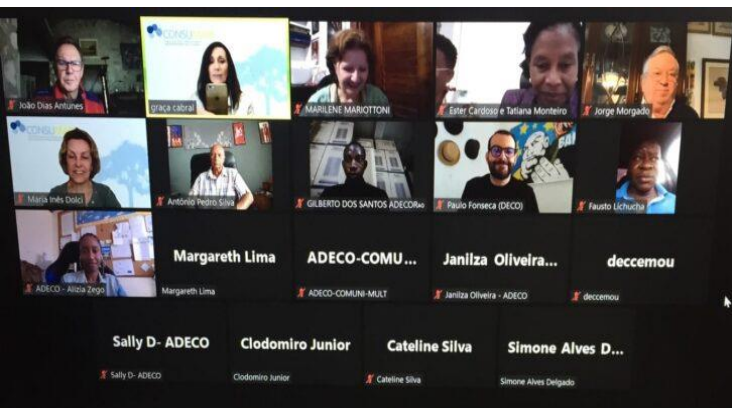 CONSUMARE
João Dias Antunes
graça cabral
MARILENE MARIOTTONI
Ester Cardoso e Tatiana Monteiro
Jorge Morgado
Maria Inês Dolci
António Pedro Silva
GILBERTO DOS SANTOS ADECOR
Paulo Fonseca (DECO)
Fausto Lichucha
ADECO - Alizia Zego
Margareth Lima
Margareth Lima
ADECO-COMU...
ADECO-COMUNI-MULT
Janilza Oliveira...
Janilza Oliveira - ADECO
deccemou
deccemou
Sally D- ADECO
Sally D- ADECO
Clodomiro Junior
Clodomiro Junior
Cateline Silva
Cateline Silva
Simone Alves D...
Simone Alves Delgado